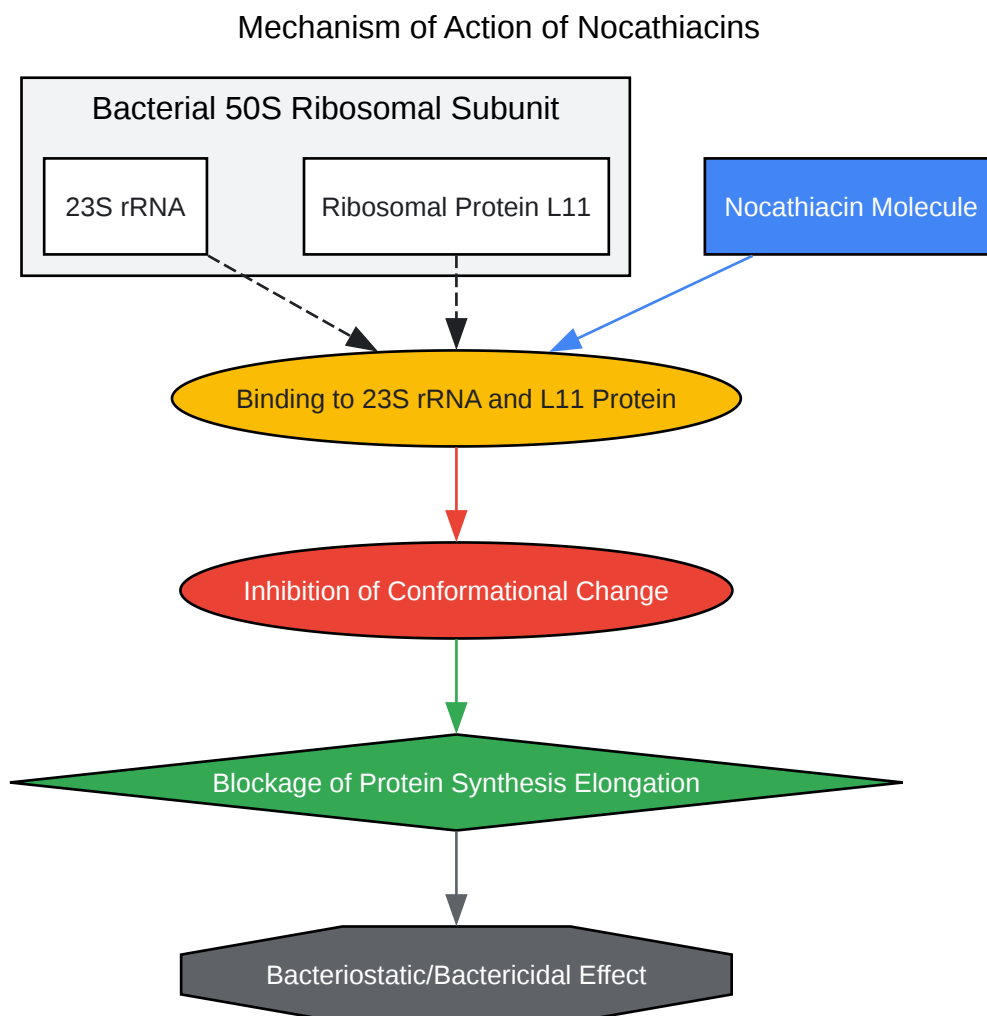 Mechanism of Action of Nocathiacins
Bacterial 50S Ribosomal Subunit
23S rRNA
Ribosomal Protein L11
Nocathiacin Molecule
Binding to 23S rRNA and L11 Protein
Inhibition of Conformational Change
Blockage of Protein Synthesis Elongation
Bacteriostatic/Bactericidal Effect